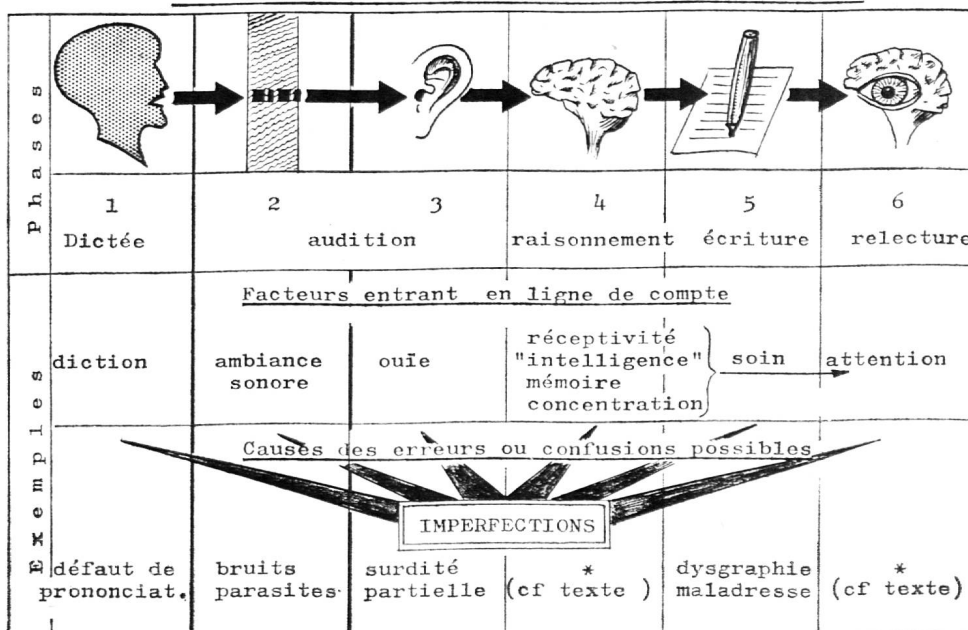 Phases
1 2 3 4 5 6
Dictée audition raisonnement écriture relecture
Exemples
Facteurs entrant en ligne de compte
diction
ambiance
sonore
ouïe
réceptivité
"intelligence"
mémoire
concentration
soin
attention
Causes des erreurs ou confusions possibles
IMPERFECTIONS
défaut de
prononciat.
bruits
parasites
surdité
partielle
*
(cf texte )
dysgraphie
maladresse
*
(cf texte)